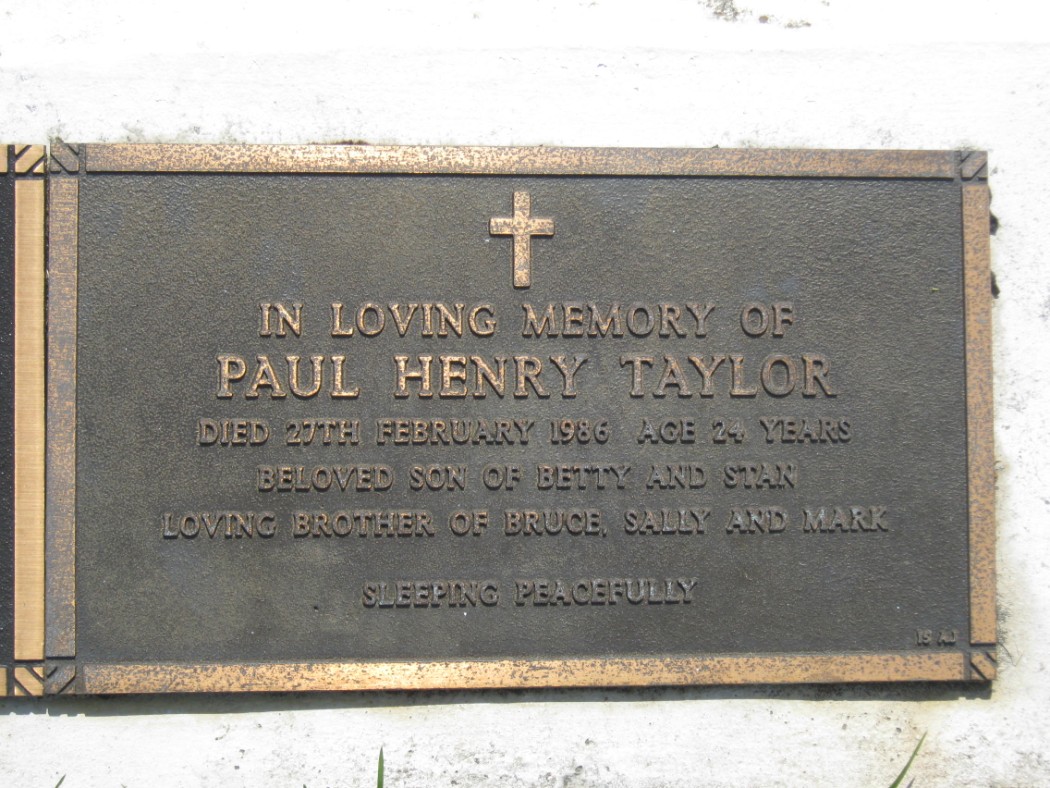 IN LOVING MEMORY OF
PAUL HENRY TAYLOR
DIED 27TH FEBRUARY 1986 AGE 24 YEARS
BELOVED SON OF BETTY AND STAN
LOVING BROTHER OF BRUCE, SALLY AND MARK
SLEEPING PEACEFULLY